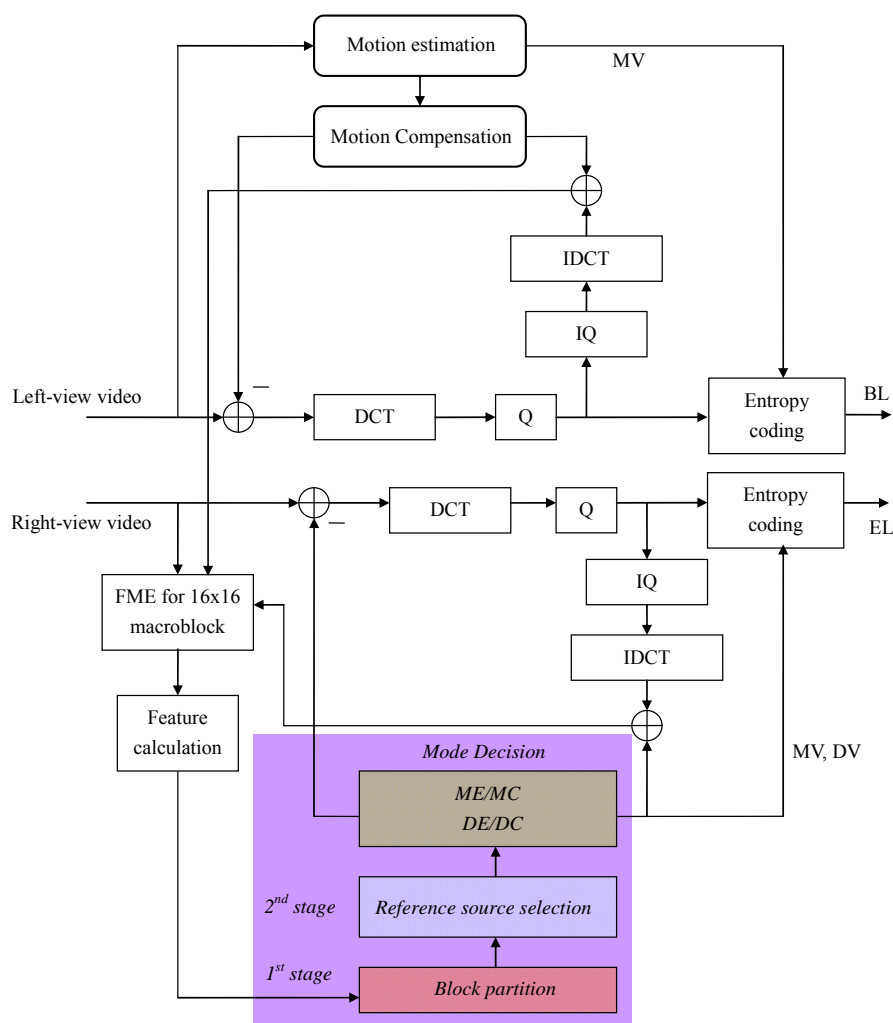 Motion estimation
MV
Motion Compensation
IDCT
IQ
Left-view video
—
DCT
Q
Entropy
coding
BL
Right-view video
—
DCT
Q
Entropy
coding
EL
FME for 16x16
macroblock
IQ
IDCT
Feature
calculation
MV, DV
Mode Decision
ME/MC
DE/DC
2nd stage
Reference source selection
1st stage
Block partition